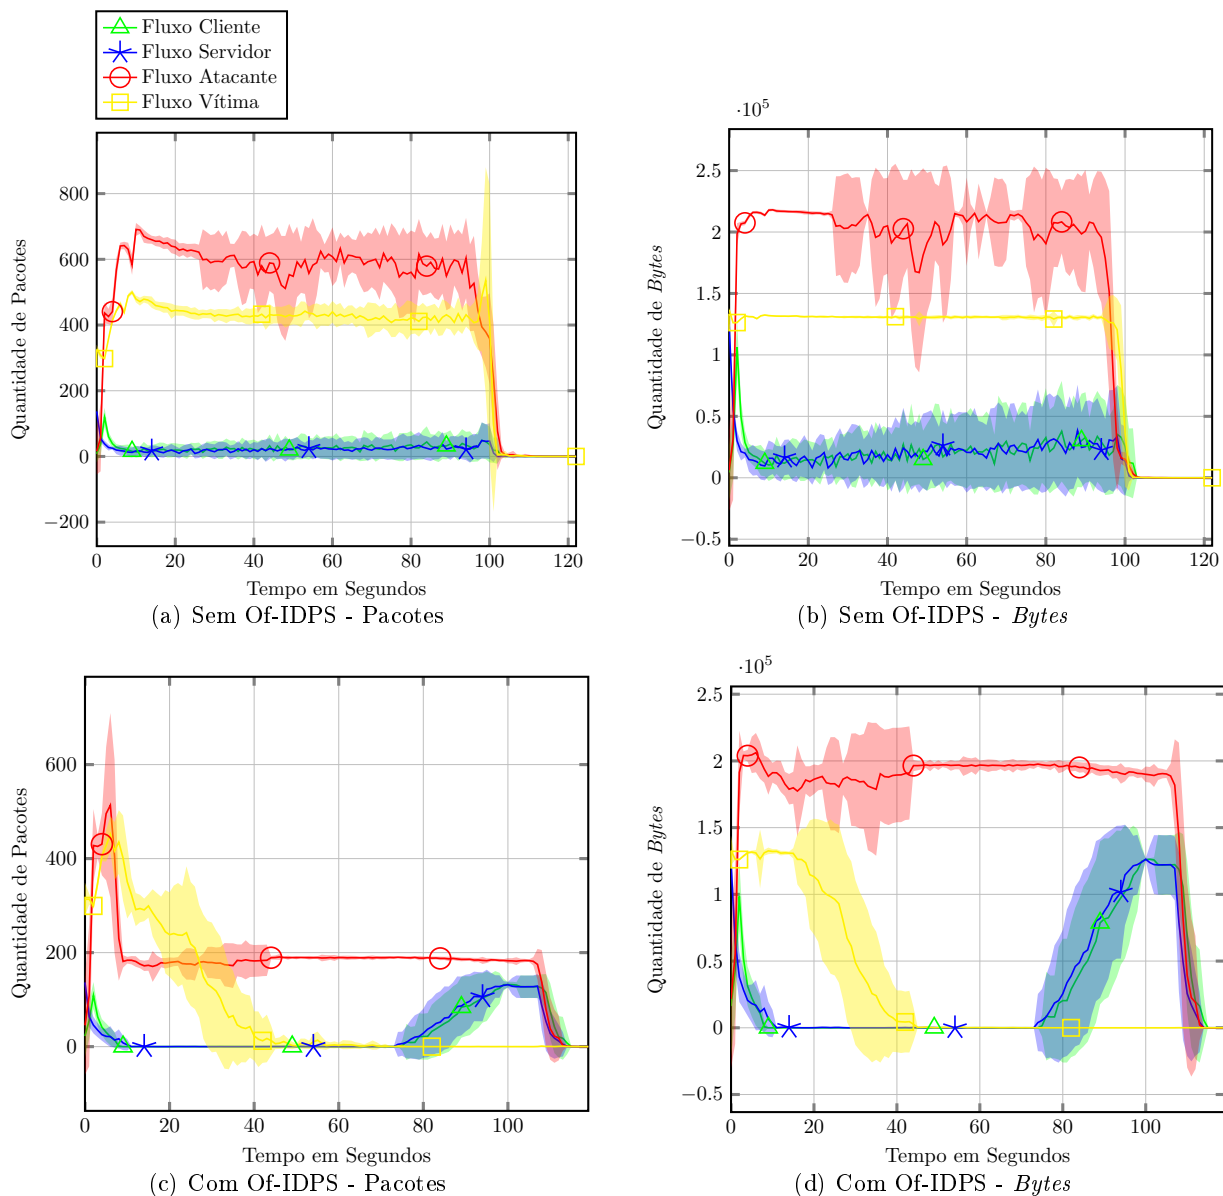 Fluxo Cliente
Fluxo Servidor
Fluxo Atacante
Fluxo Vítima
Quantidade de Pacotes
800
600
400
200
0
−200
0 20 40 60 80 100 120
Tempo em Segundos
(a) Sem Of-IDPS - Pacotes
·10⁵
Quantidade de Bytes
2.5
2
1.5
1
0.5
0
−0.5
0 20 40 60 80 100 120
Tempo em Segundos
(b) Sem Of-IDPS - Bytes
Quantidade de Pacotes
600
400
200
0
0 20 40 60 80 100
Tempo em Segundos
(c) Com Of-IDPS - Pacotes
·10⁵
Quantidade de Bytes
2.5
2
1.5
1
0.5
0
−0.5
0 20 40 60 80 100
Tempo em Segundos
(d) Com Of-IDPS - Bytes